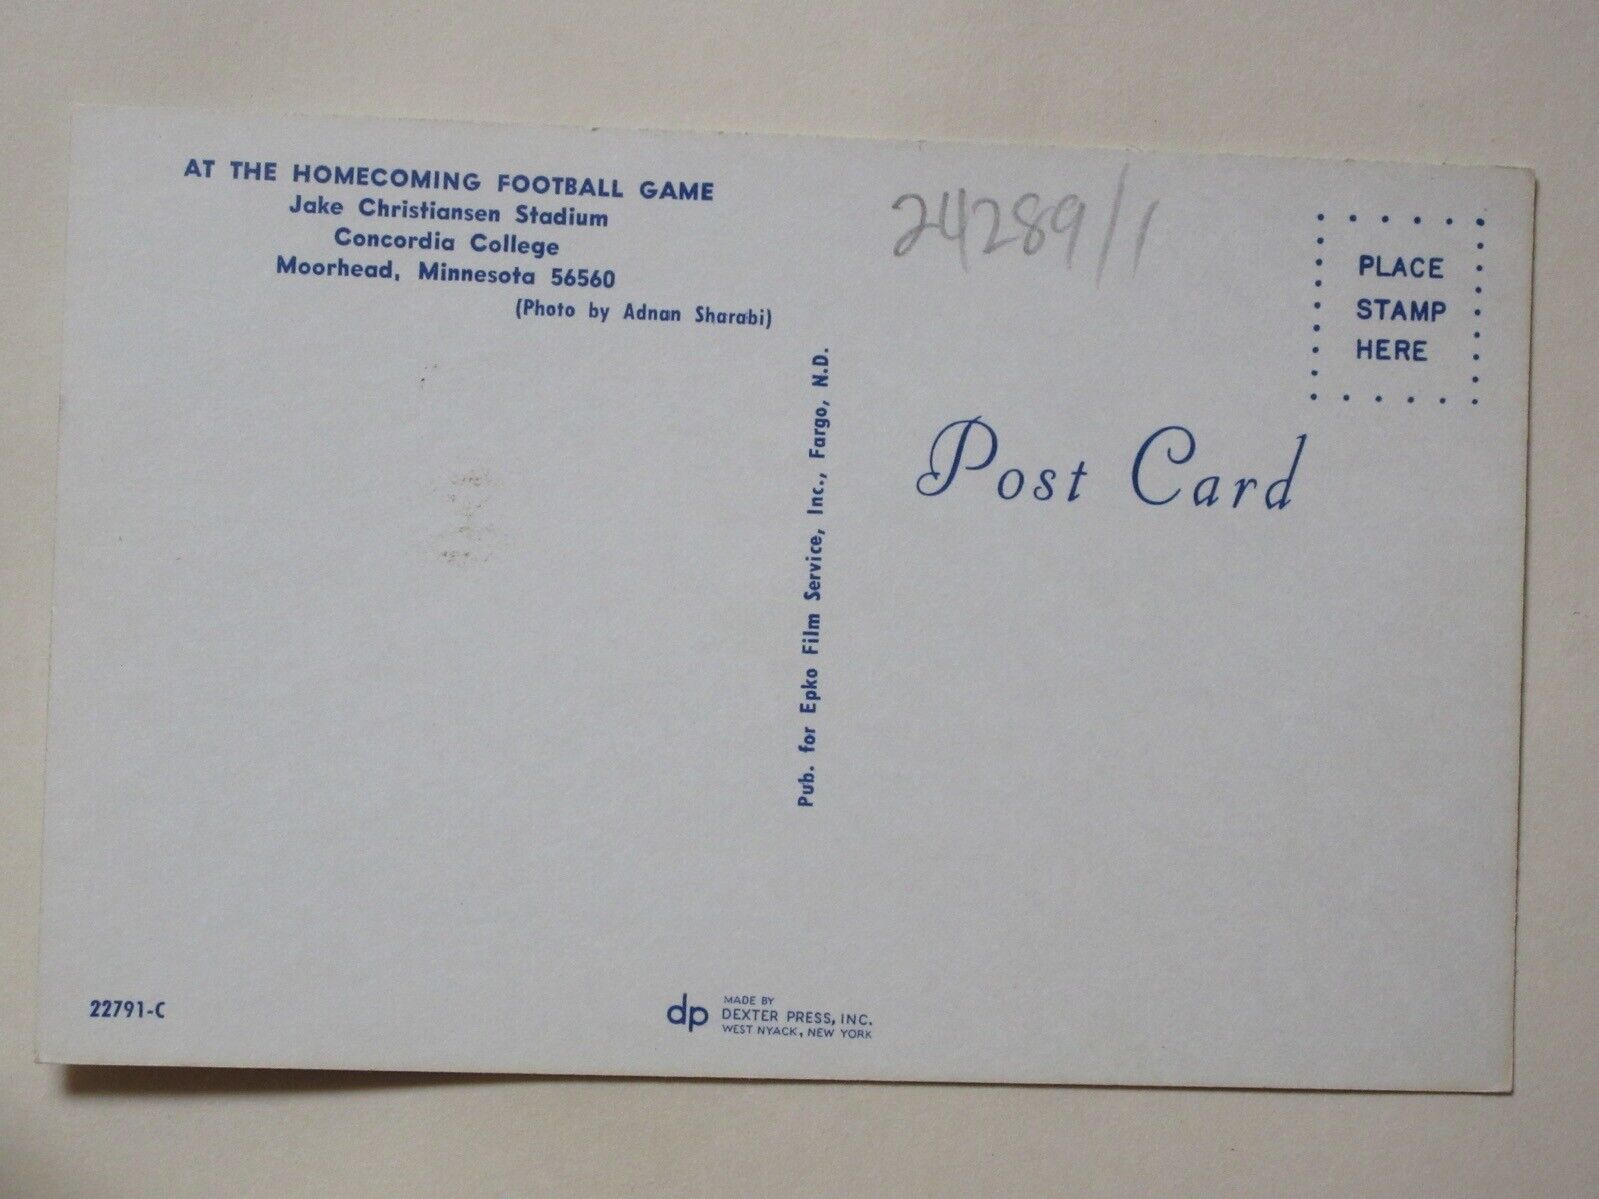 AT THE HOMECOMING FOOTBALL GAME
Jake Christiansen Stadium
Concordia College
Moorhead, Minnesota 56560
(Photo by Adnan Sharabi)
24289/1
PLACE
STAMP
HERE
Post Card
Pub. for Epko Film Service, Inc., Fargo, N.D.
22791-C
dp
MADE BY
DEXTER PRESS, INC.
WEST NYACK, NEW YORK